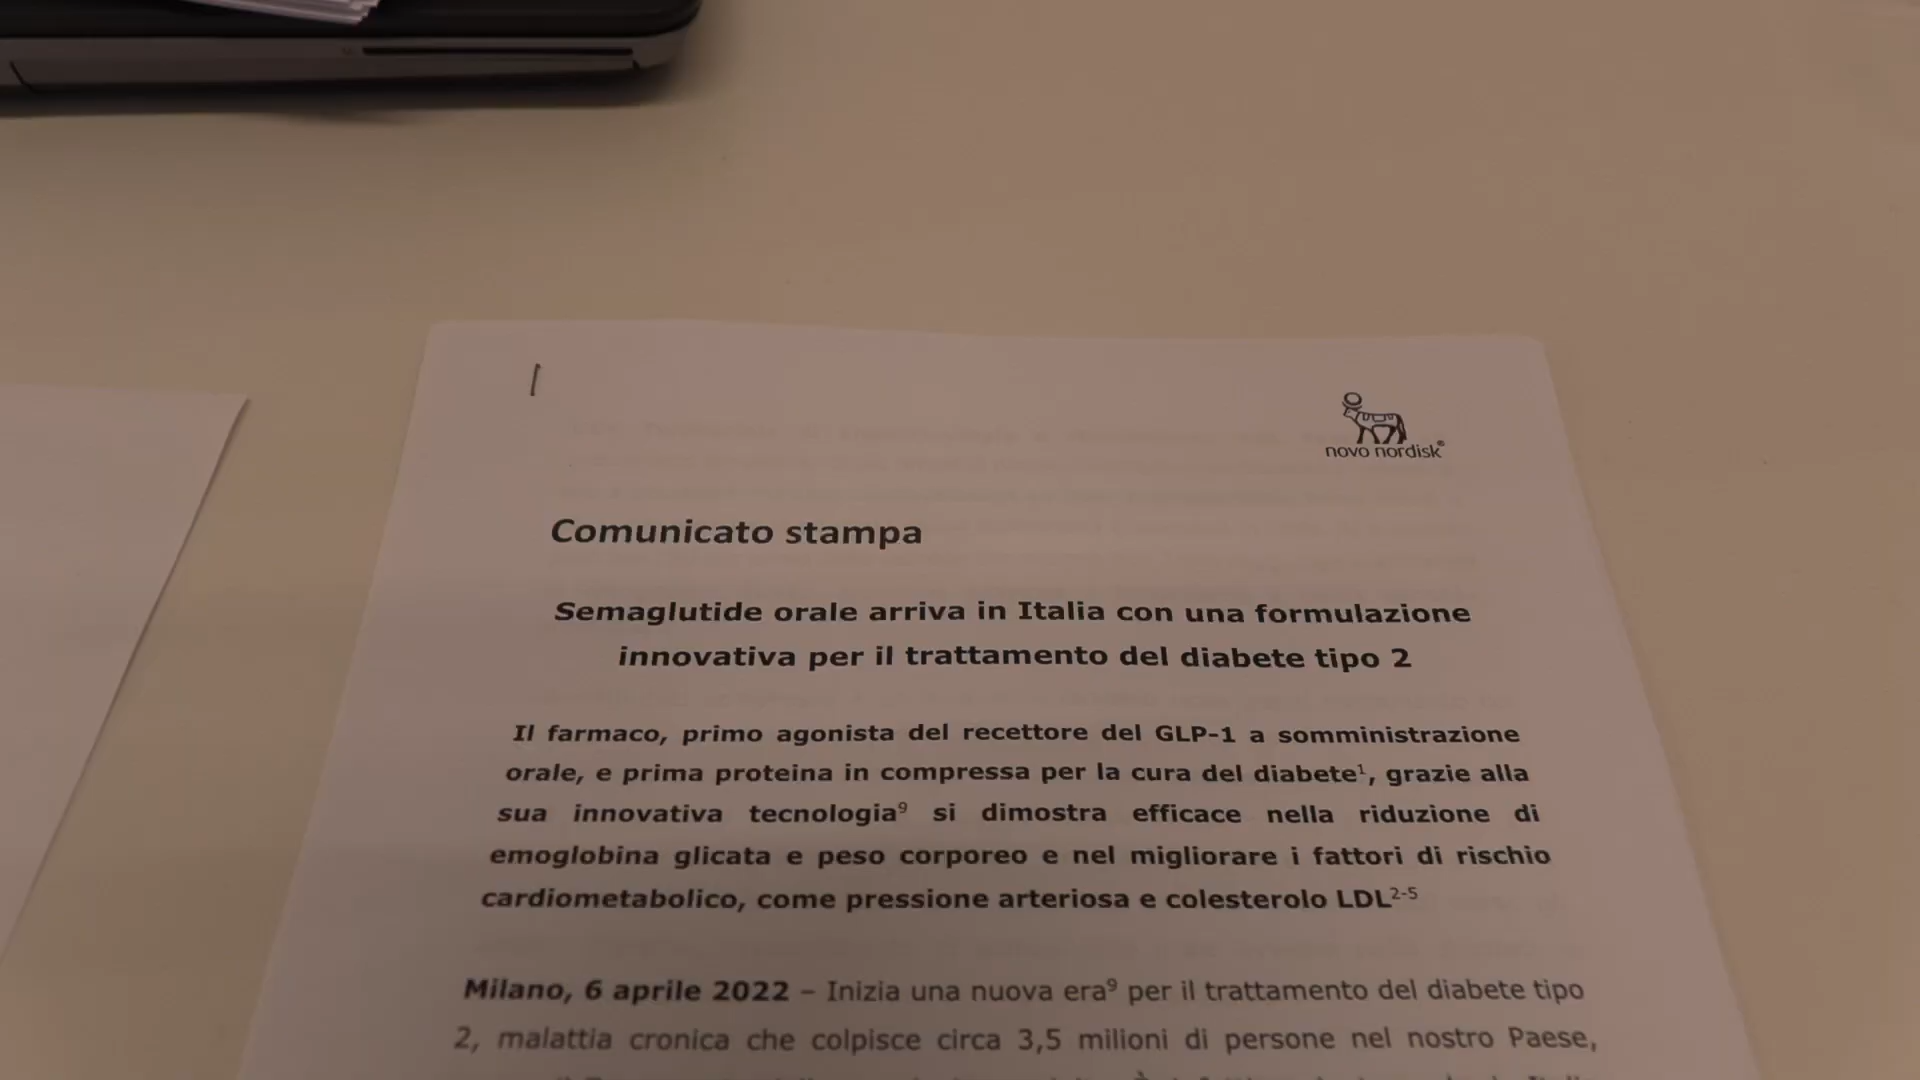 novo nordisk®
Comunicato stampa
Semaglutide orale arriva in Italia con una formulazione
innovativa per il trattamento del diabete tipo 2
Il farmaco, primo agonista del recettore del GLP-1 a somministrazione
orale, e prima proteina in compressa per la cura del diabete¹, grazie alla
sua innovativa tecnologia⁹ si dimostra efficace nella riduzione di
emoglobina glicata e peso corporeo e nel migliorare i fattori di rischio
cardiometabolico, come pressione arteriosa e colesterolo LDL²⁻⁵
Milano, 6 aprile 2022 – Inizia una nuova era⁹ per il trattamento del diabete tipo
2, malattia cronica che colpisce circa 3,5 milioni di persone nel nostro Paese,